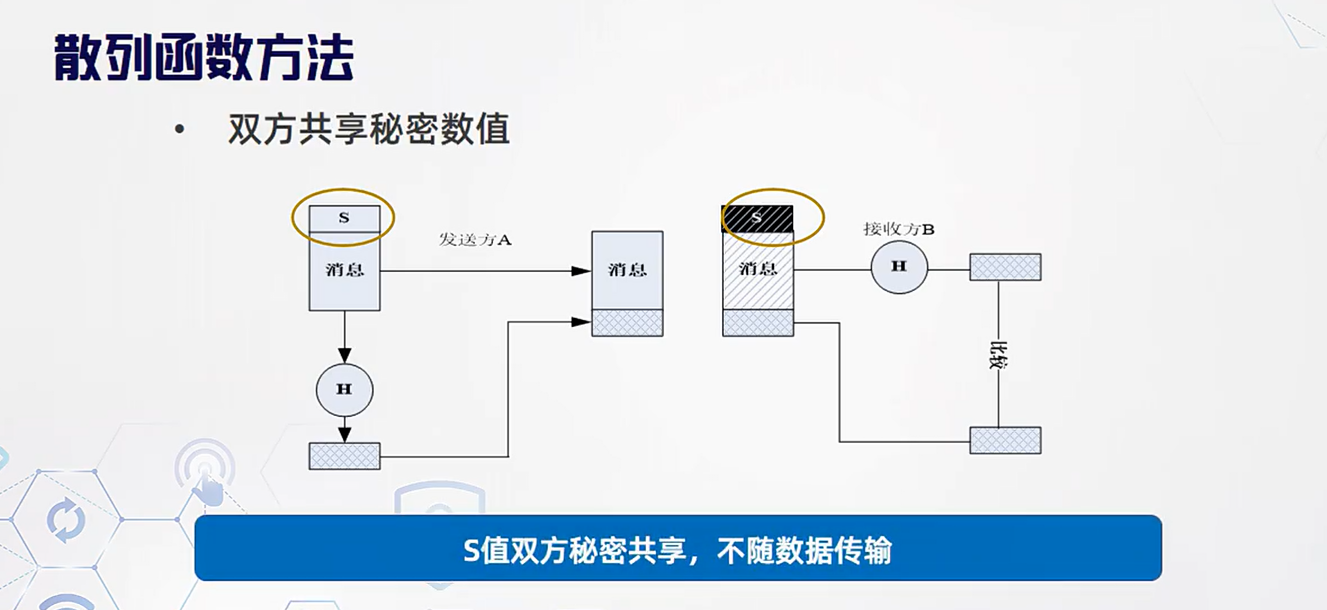 散列函数方法
• 双方共享秘密数值
S
消息
发送方A
H
消息
S
消息
接收方B
H
比较
S值双方秘密共享，不随数据传输